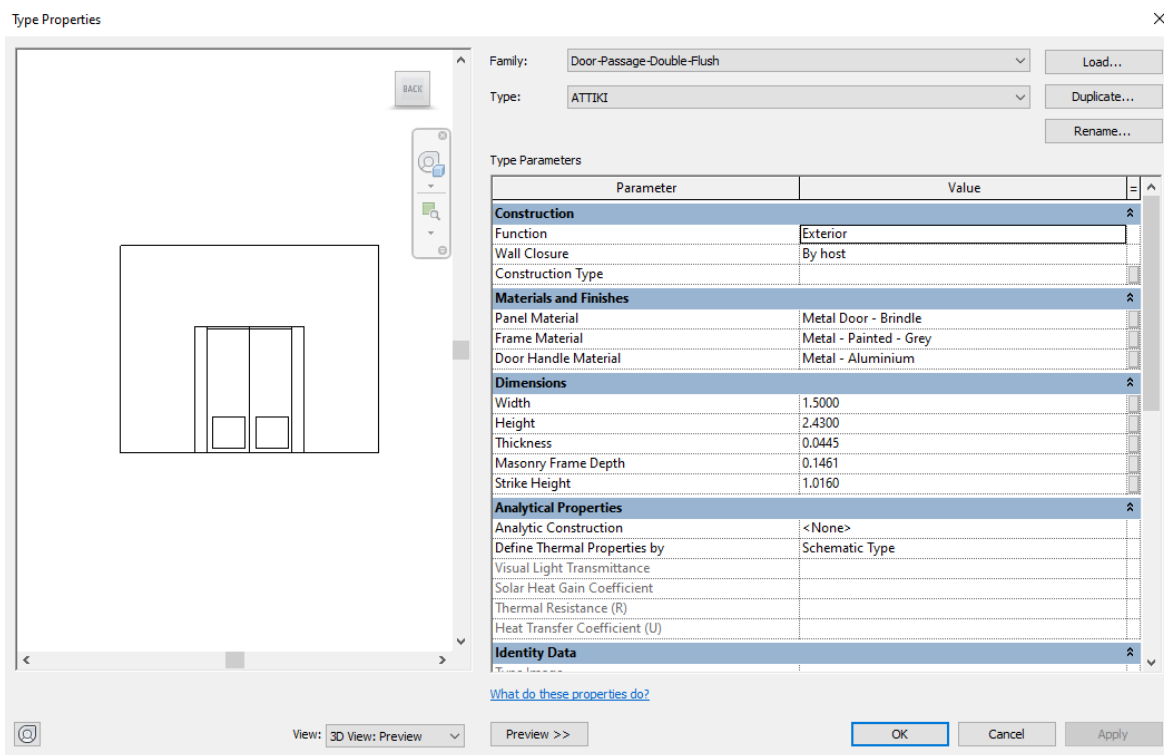 Type Properties
BACK
Family: Door-Passage-Double-Flush Load...
Type: ATTIKI Duplicate...
Rename...
Type Parameters
Parameter Value =
Construction
Function Exterior
Wall Closure By host
Construction Type
Materials and Finishes
Panel Material Metal Door - Brindle
Frame Material Metal - Painted - Grey
Door Handle Material Metal - Aluminium
Dimensions
Width 1.5000
Height 2.4300
Thickness 0.0445
Masonry Frame Depth 0.1461
Strike Height 1.0160
Analytical Properties
Analytic Construction <None>
Define Thermal Properties by Schematic Type
Visual Light Transmittance
Solar Heat Gain Coefficient
Thermal Resistance (R)
Heat Transfer Coefficient (U)
Identity Data
Type Image
What do these properties do?
View: 3D View: Preview Preview >> OK Cancel Apply